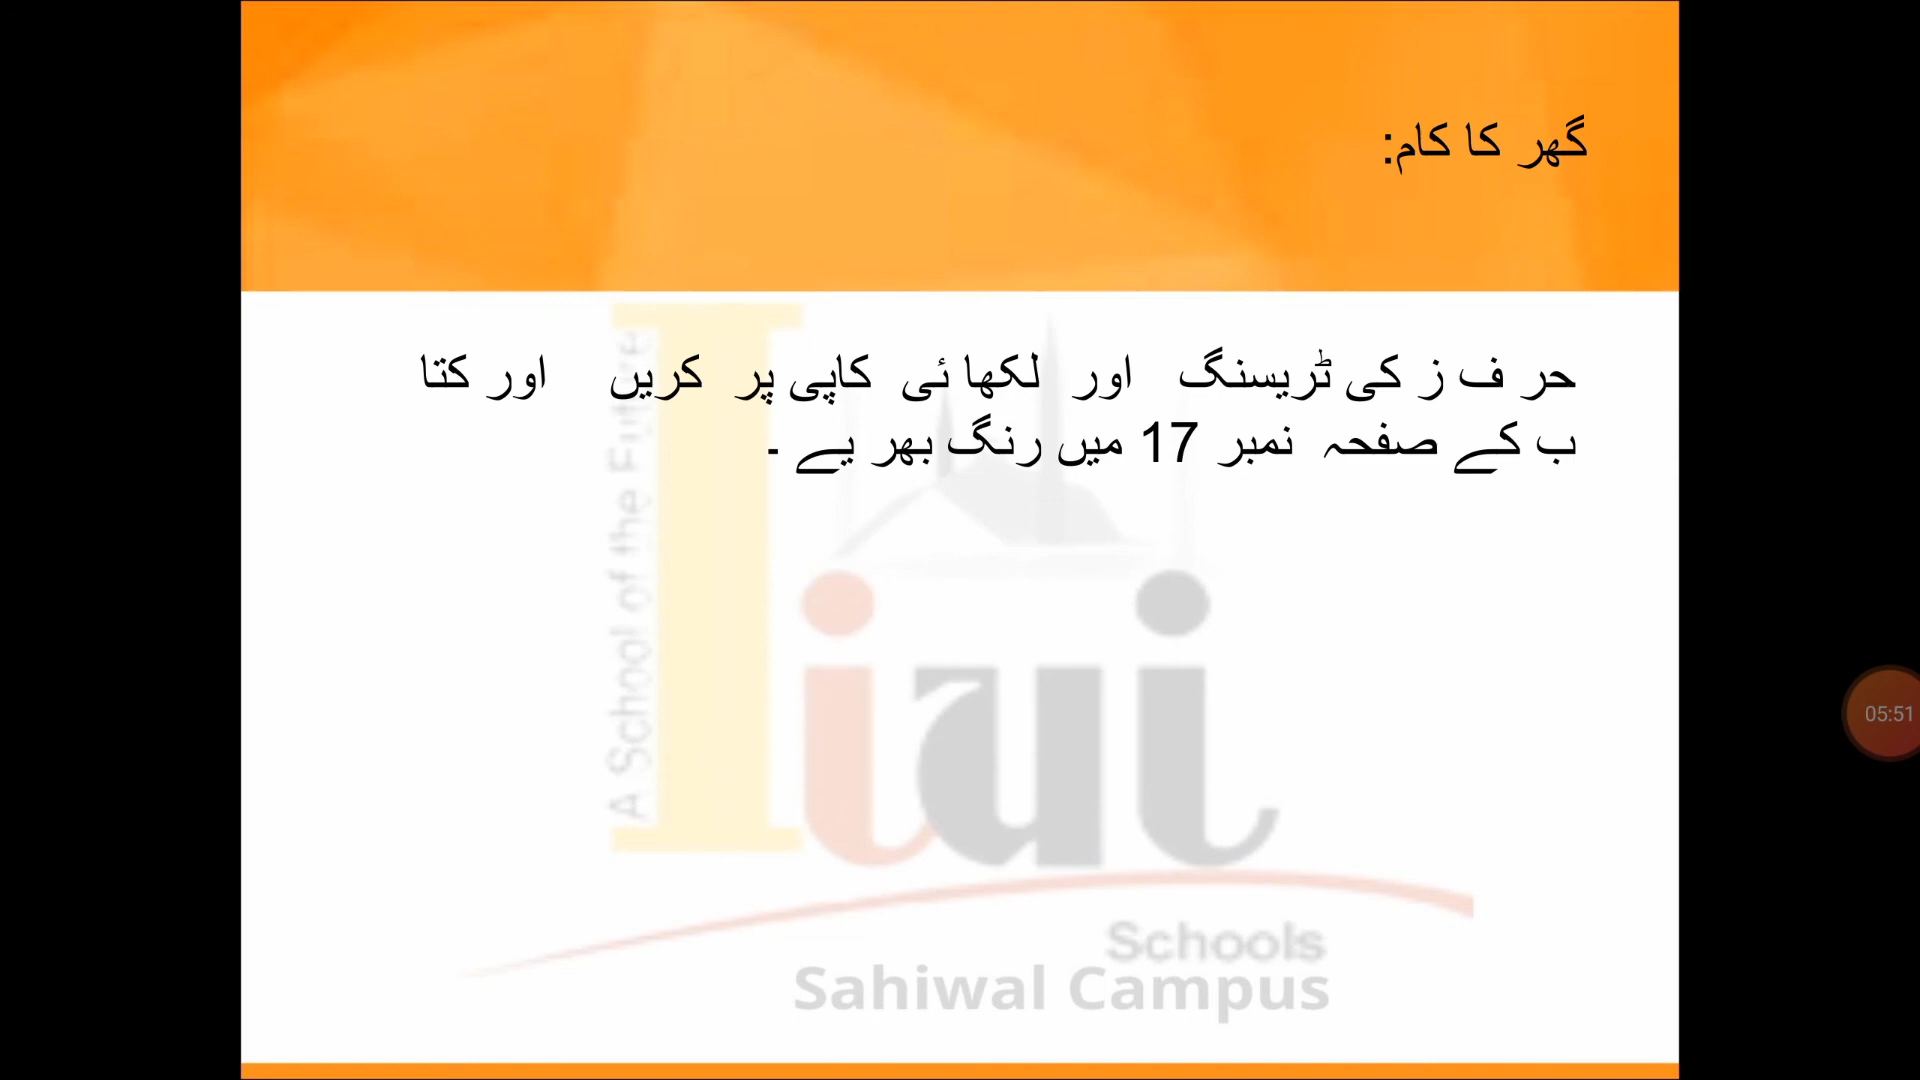 گھر کا کام:
حر ف ز کی ٹریسنگ اور لکھا ئی کاپی پر کریں اور کتا
ب کے صفحہ نمبر 17 میں رنگ بھر یے ۔
A School of the Future
Iiui
Schools
Sahiwal Campus
05:51